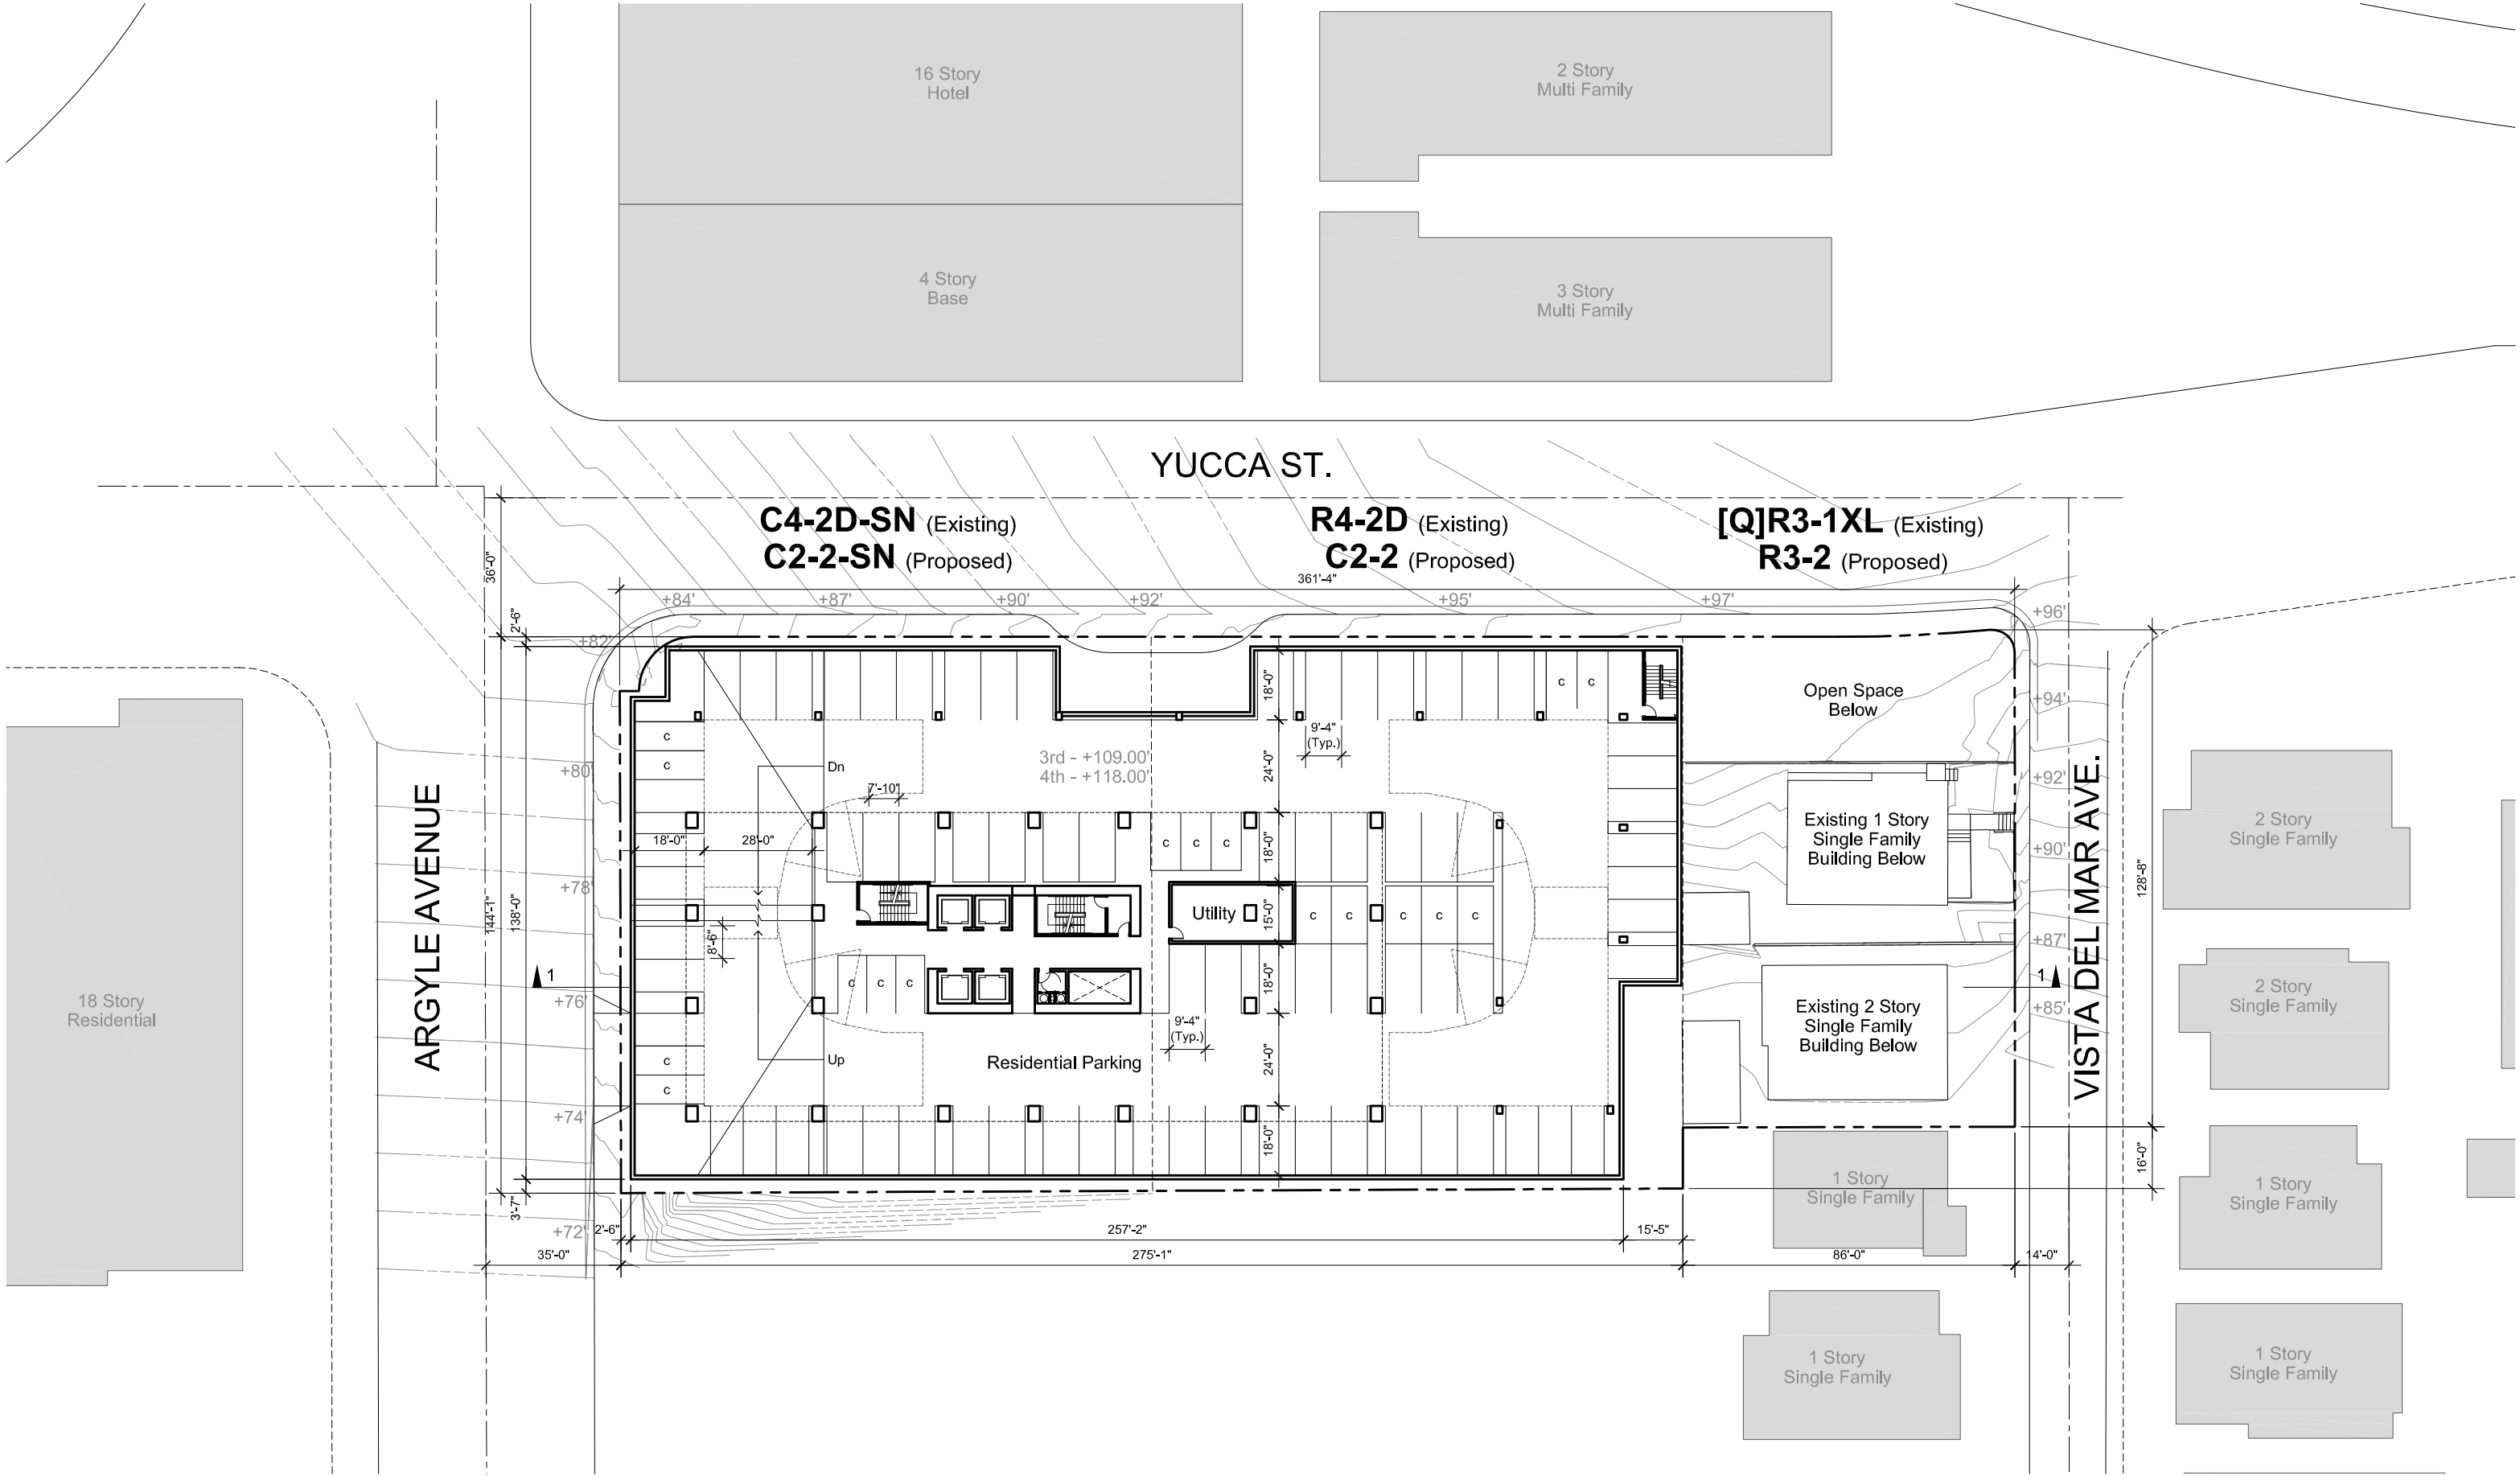 16 Story
Hotel
2 Story
Multi Family
4 Story
Base
3 Story
Multi Family
YUCCA ST.
C4-2D-SN (Existing)
C2-2-SN (Proposed)
R4-2D (Existing)
C2-2 (Proposed)
[Q]R3-1XL (Existing)
R3-2 (Proposed)
36'-0"
361'-4"
+84'
+87'
+90'
+92'
+95'
+97'
+96'
2'-6"
+82'
c c
18'-0"
Open Space
Below
+94'
c
c
+80'
3rd - +109.00'
4th - +118.00'
Dn
9'-4"
(Typ.)
24'-0"
7'-10"
+92'
ARGYLE AVENUE
VISTA DEL MAR AVE.
2 Story
Single Family
18'-0"
28'-0"
c c c
18'-0"
Existing 1 Story
Single Family
Building Below
+90'
+78'
144'-1"
138'-0"
128'-8"
Utility
15'-0"
c c c c c
8'-6"
+87'
1
c c c
18'-0"
1
18 Story
Residential
+76'
Existing 2 Story
Single Family
Building Below
+85'
2 Story
Single Family
9'-4"
(Typ.)
Up
Residential Parking
24'-0"
c
c
+74'
18'-0"
16'-0"
1 Story
Single Family
1 Story
Single Family
3'-7"
+72'
2'-6"
257'-2"
15'-5"
35'-0"
275'-1"
86'-0"
14'-0"
1 Story
Single Family
1 Story
Single Family